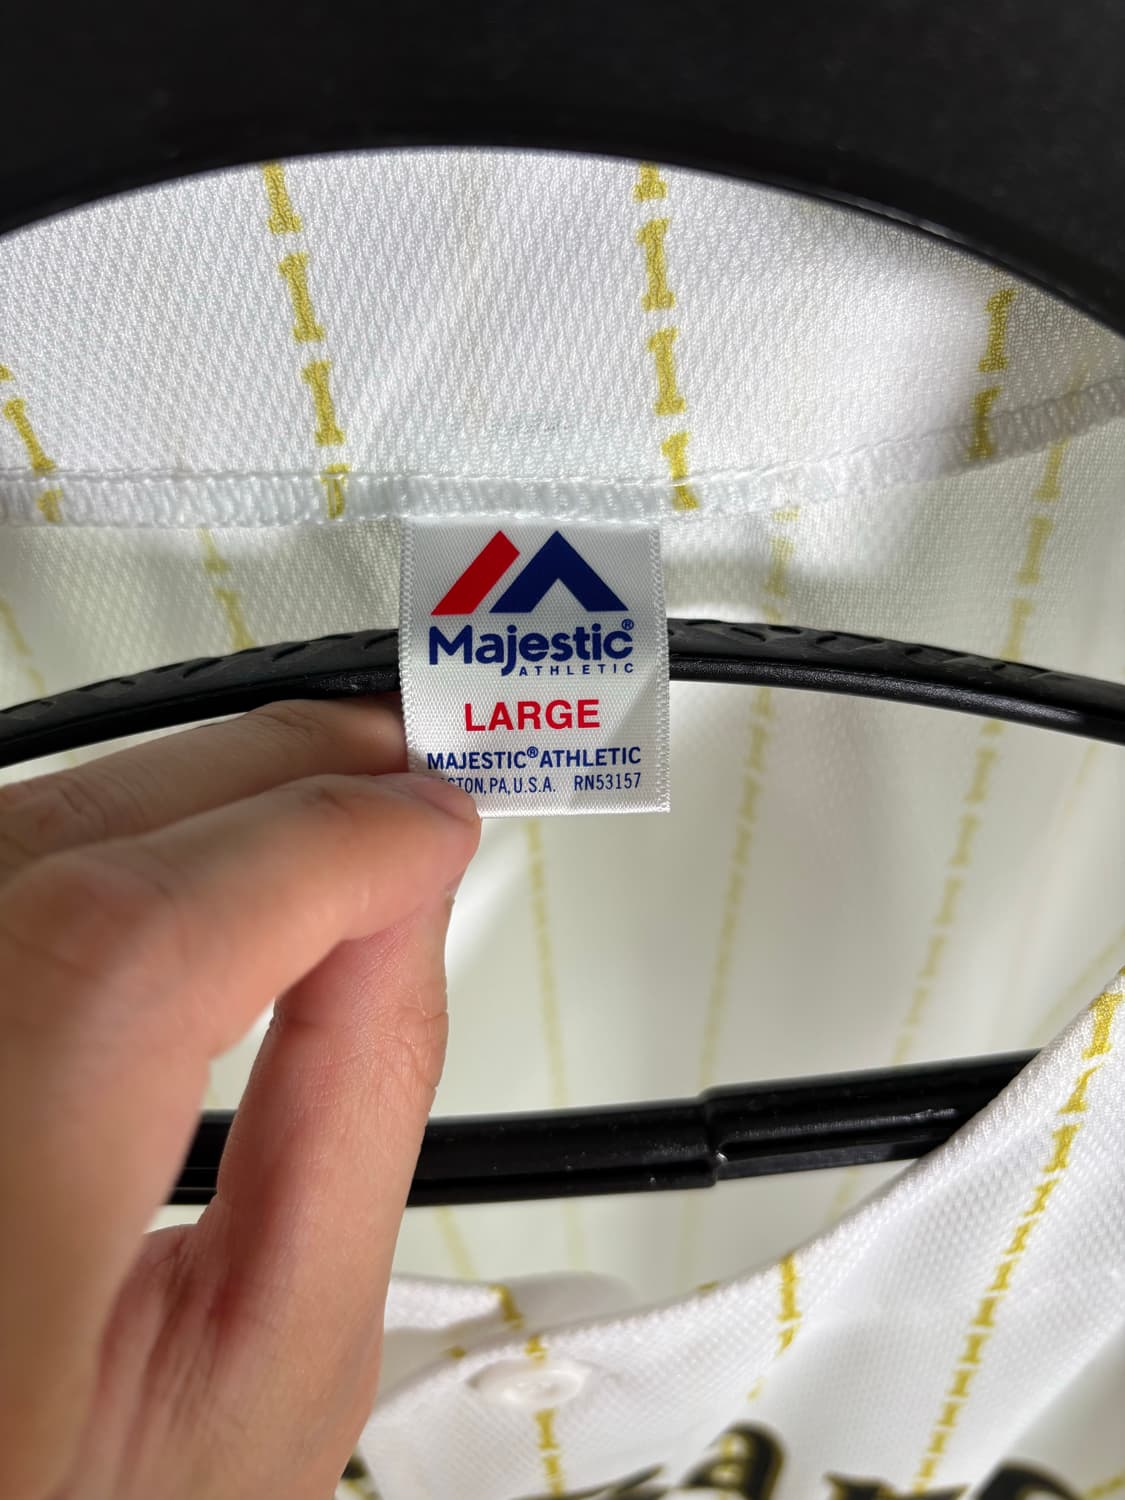 Majestic®
ATHLETIC
LARGE
MAJESTIC® ATHLETIC
PA, U.S.A. RN53157